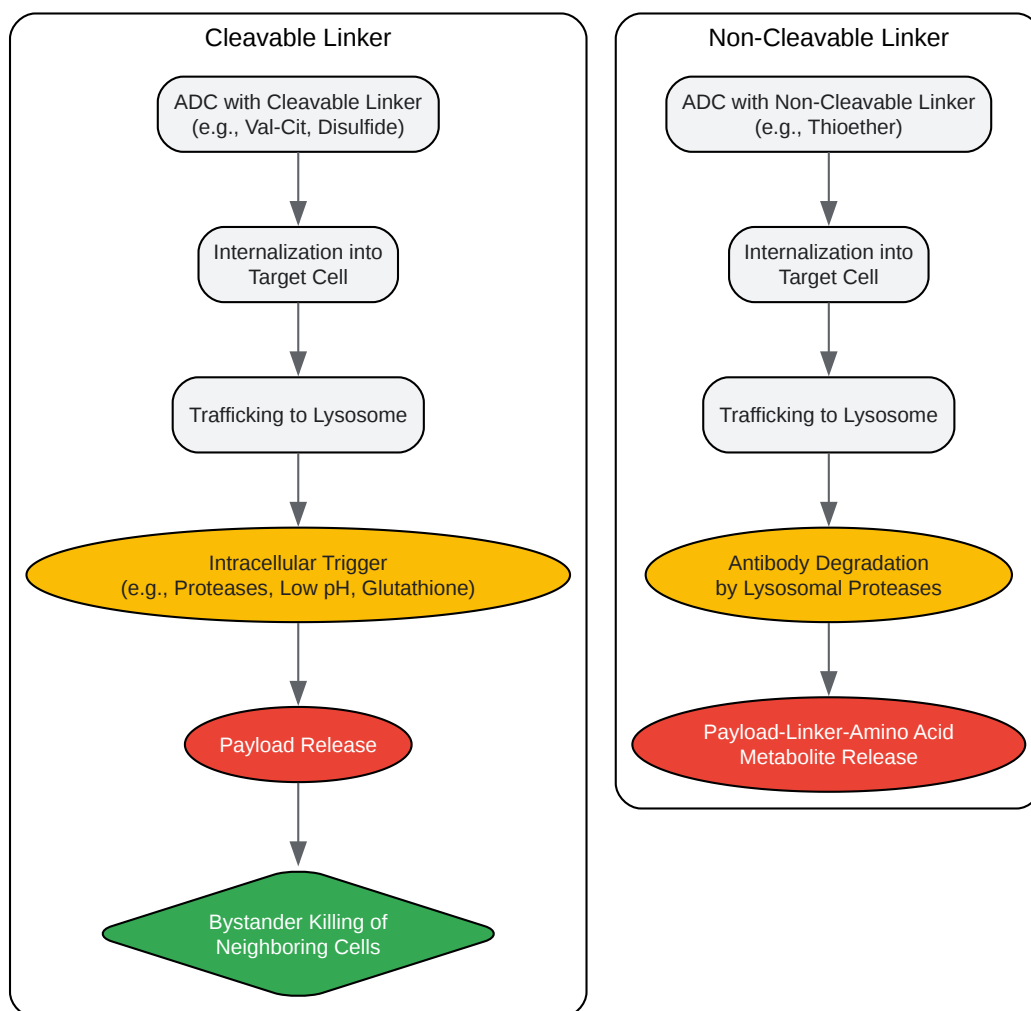 Cleavable Linker
ADC with Cleavable Linker
(e.g., Val-Cit, Disulfide)
Internalization into
Target Cell
Trafficking to Lysosome
Intracellular Trigger
(e.g., Proteases, Low pH, Glutathione)
Payload Release
Bystander Killing of
Neighboring Cells
Non-Cleavable Linker
ADC with Non-Cleavable Linker
(e.g., Thioether)
Internalization into
Target Cell
Trafficking to Lysosome
Antibody Degradation
by Lysosomal Proteases
Payload-Linker-Amino Acid
Metabolite Release